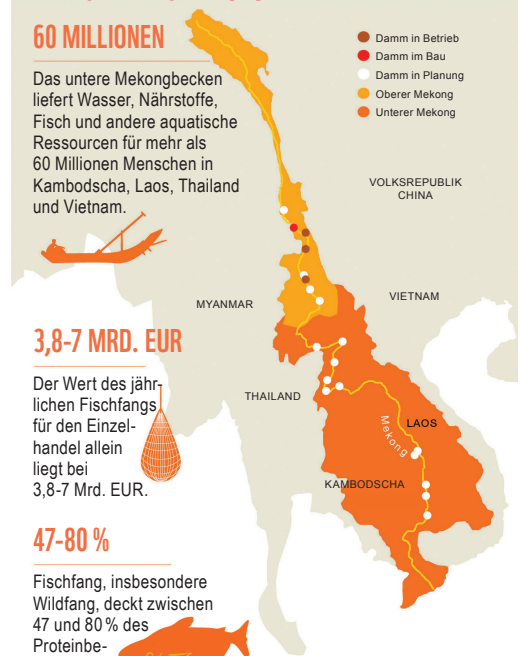 60 MILLIONEN
Das untere Mekongbecken
liefert Wasser, Nährstoffe,
Fisch und andere aquatische
Ressourcen für mehr als
60 Millionen Menschen in
Kambodscha, Laos, Thailand
und Vietnam.
Damm in Betrieb
Damm im Bau
Damm in Planung
Oberer Mekong
Unterer Mekong
VOLKSREPUBLIK
CHINA
MYANMAR
VIETNAM
THAILAND
LAOS
Mekong
KAMBODSCHA
3,8-7 MRD. EUR
Der Wert des jähr-
lichen Fischfangs
für den Einzel-
handel allein
liegt bei
3,8-7 Mrd. EUR.
47-80 %
Fischfang, insbesondere
Wildfang, deckt zwischen
47 und 80 % des
Proteinbe-